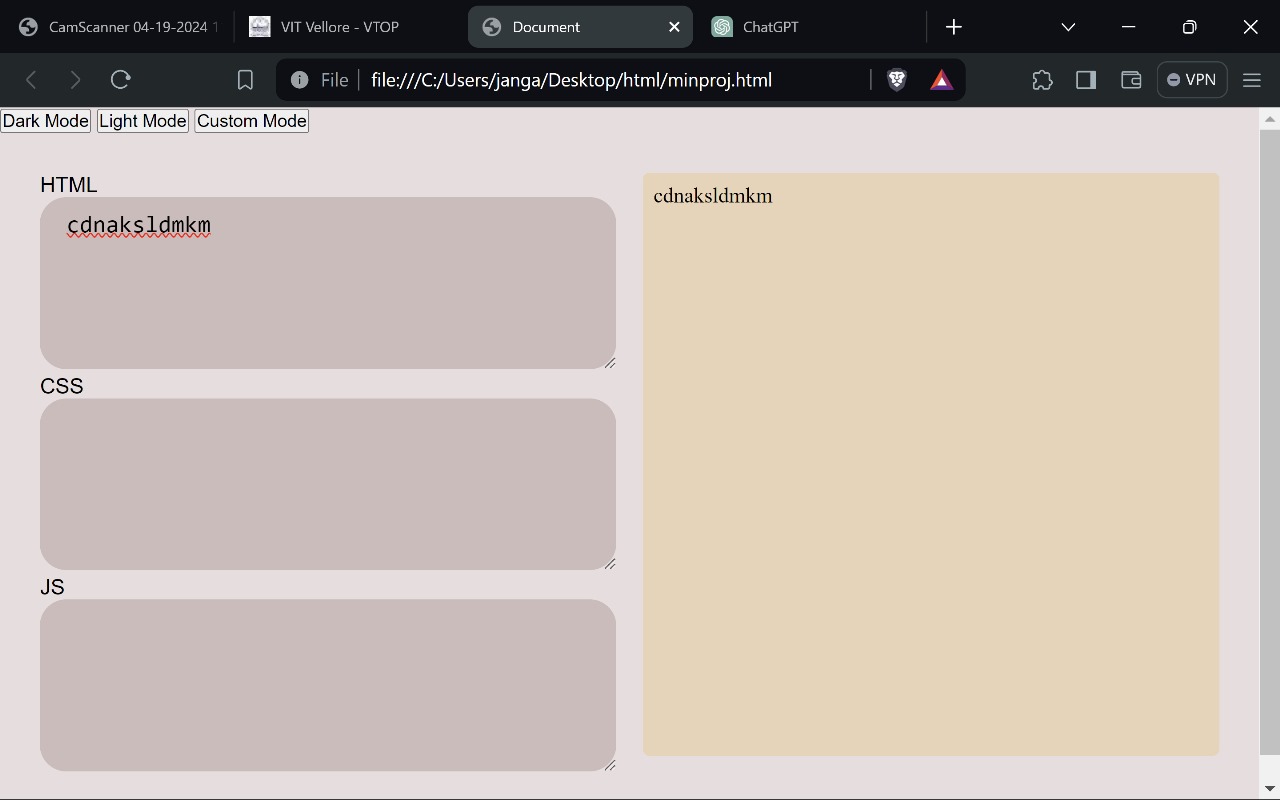 CamScanner 04-19-2024 1
VIT Vellore - VTOP
Document
ChatGPT
File
file:///C:/Users/janga/Desktop/html/minproj.html
VPN
Dark Mode Light Mode Custom Mode
HTML
cdnaksldmkm
cdnaksldmkm
CSS
JS